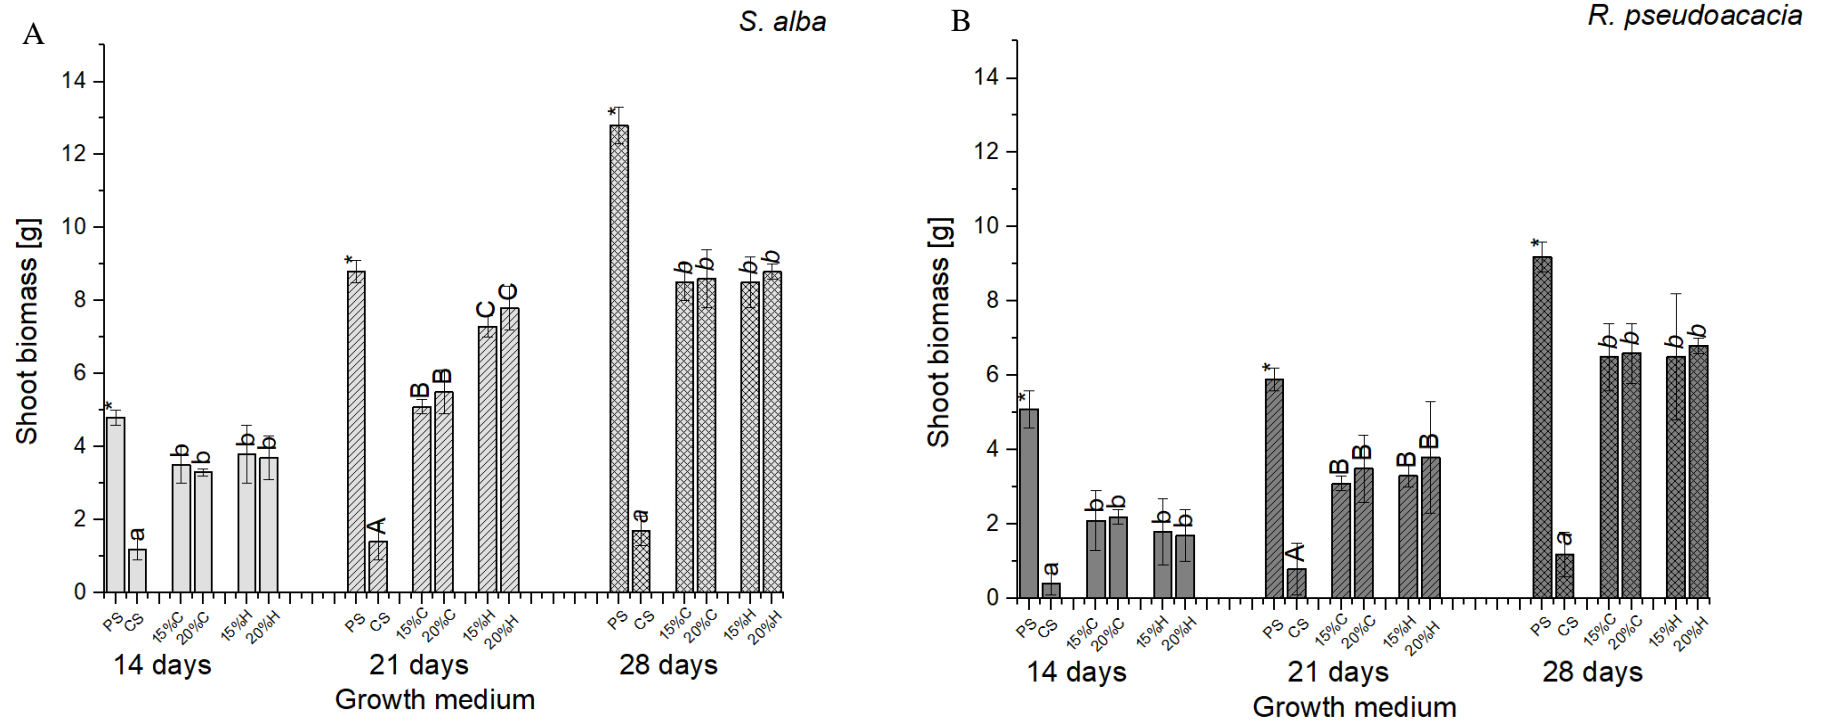 A
S. alba
14
12
10
8
6
4
2
0
Shoot biomass [g]
* a b b b b
* A B B C C
* a b b b b
PS CS 15%C 20%C 15%H 20%H
PS CS 15%C 20%C 15%H 20%H
PS CS 15%C 20%C 15%H 20%H
14 days 21 days 28 days
Growth medium
B
R. pseudoacacia
14
12
10
8
6
4
2
0
Shoot biomass [g]
* a b b b b
* A B B B B
* a b b b b
PS CS 15%C 20%C 15%H 20%H
PS CS 15%C 20%C 15%H 20%H
PS CS 15%C 20%C 15%H 20%H
14 days 21 days 28 days
Growth medium